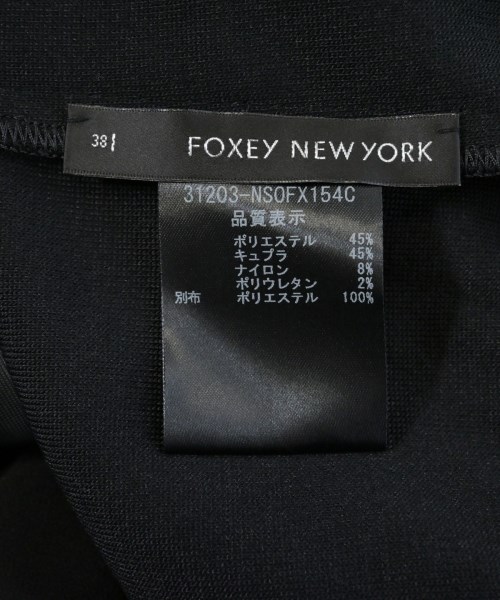 38
FOXEY NEW YORK
31203-NSOFX154C
品質表示
ポリエステル 45%
キュプラ 45%
ナイロン 8%
ポリウレタン 2%
別布 ポリエステル 100%